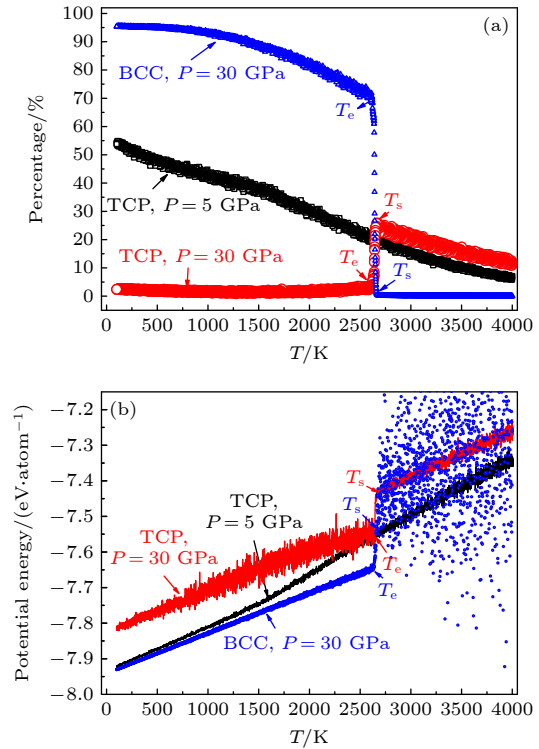 (a)
100
90
80
70
60
50
40
30
20
10
0
Percentage/%
BCC, P = 30 GPa
Te
TCP, P = 5 GPa
Ts
TCP, P = 30 GPa
Te
Ts
0 500 1000 1500 2000 2500 3000 3500 4000
T/K
(b)
−7.2
−7.3
−7.4
−7.5
−7.6
−7.7
−7.8
−7.9
−8.0
Potential energy/(eV·atom−1)
Ts
TCP,
P = 5 GPa
Ts
TCP,
P = 30 GPa
Te
Te
BCC, P = 30 GPa
0 500 1000 1500 2000 2500 3000 3500 4000
T/K